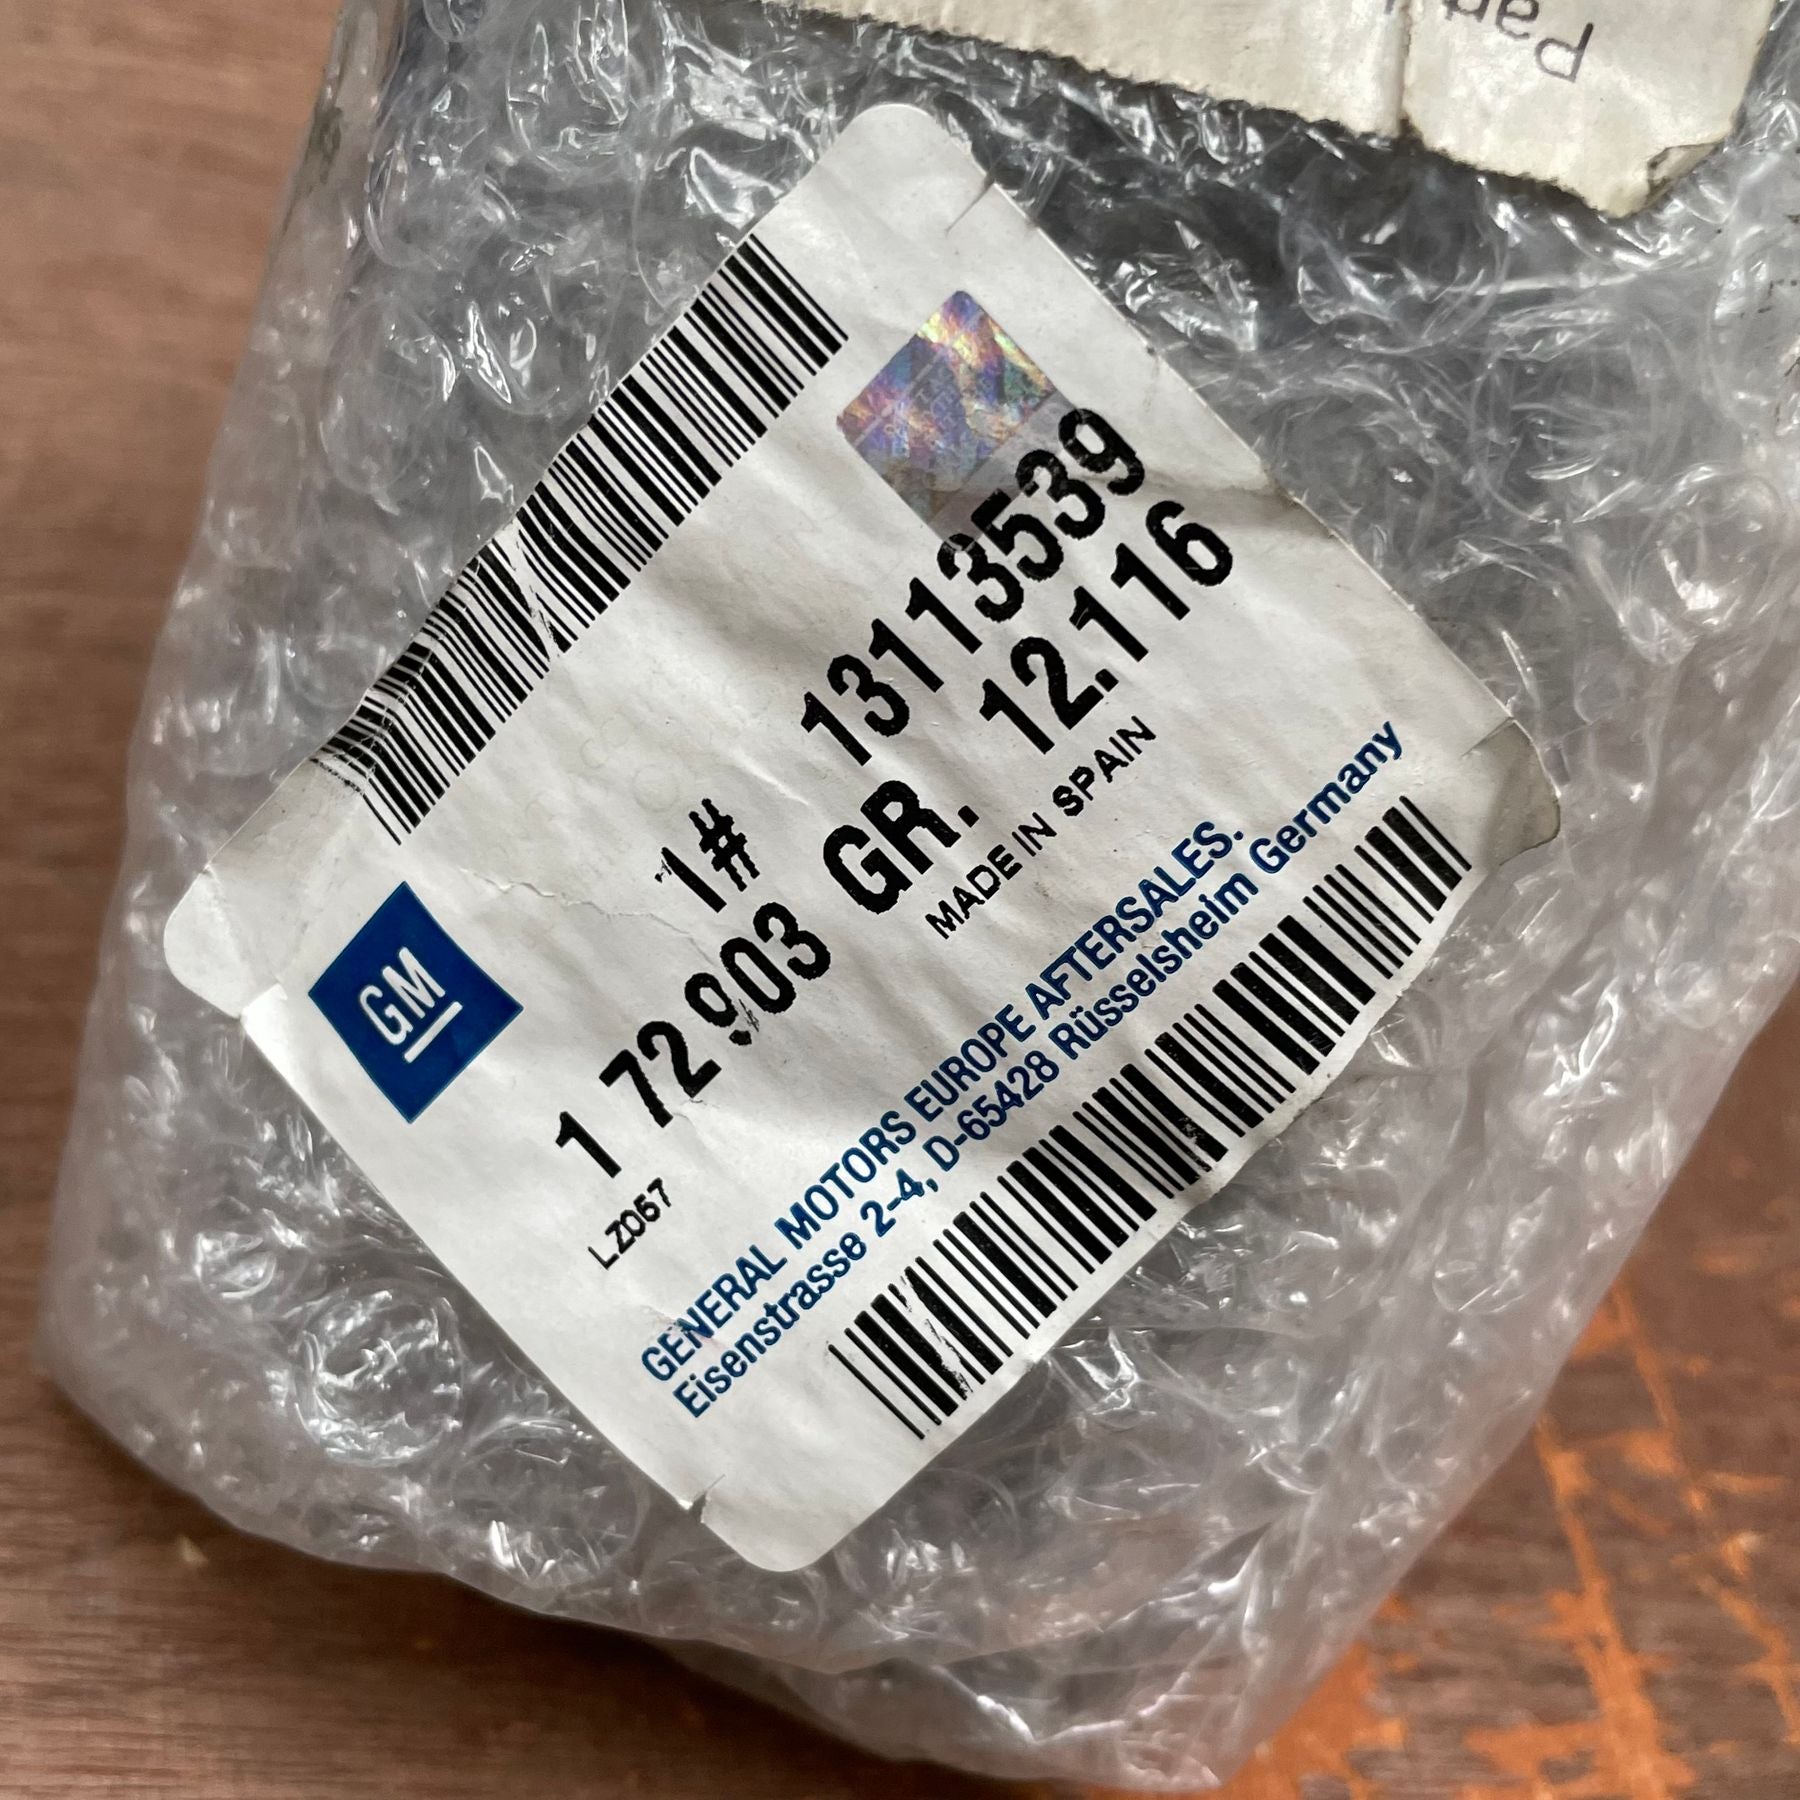 Par
GM
1# 13113539
1 72 903 GR. 12.116
LZ067 MADE IN SPAIN
GENERAL MOTORS EUROPE AFTERSALES.
Eisenstrasse 2-4, D-65428 Rüsselsheim Germany